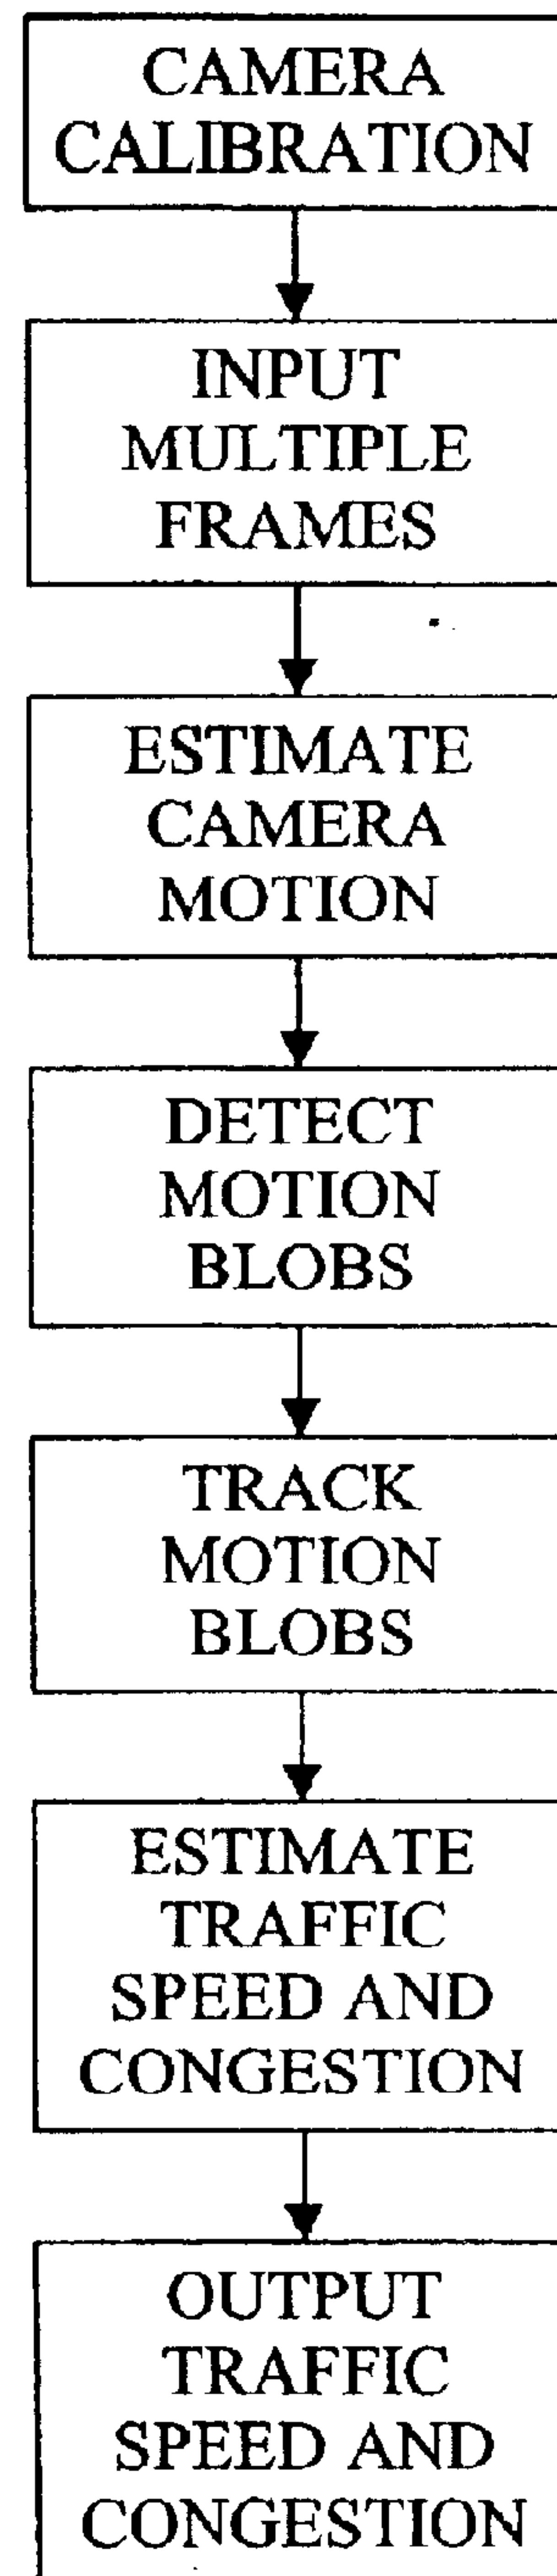 CAMERA
CALIBRATION
INPUT
MULTIPLE
FRAMES
ESTIMATE
CAMERA
MOTION
DETECT
MOTION
BLOBS
TRACK
MOTION
BLOBS
ESTIMATE
TRAFFIC
SPEED AND
CONGESTION
OUTPUT
TRAFFIC
SPEED AND
CONGESTION